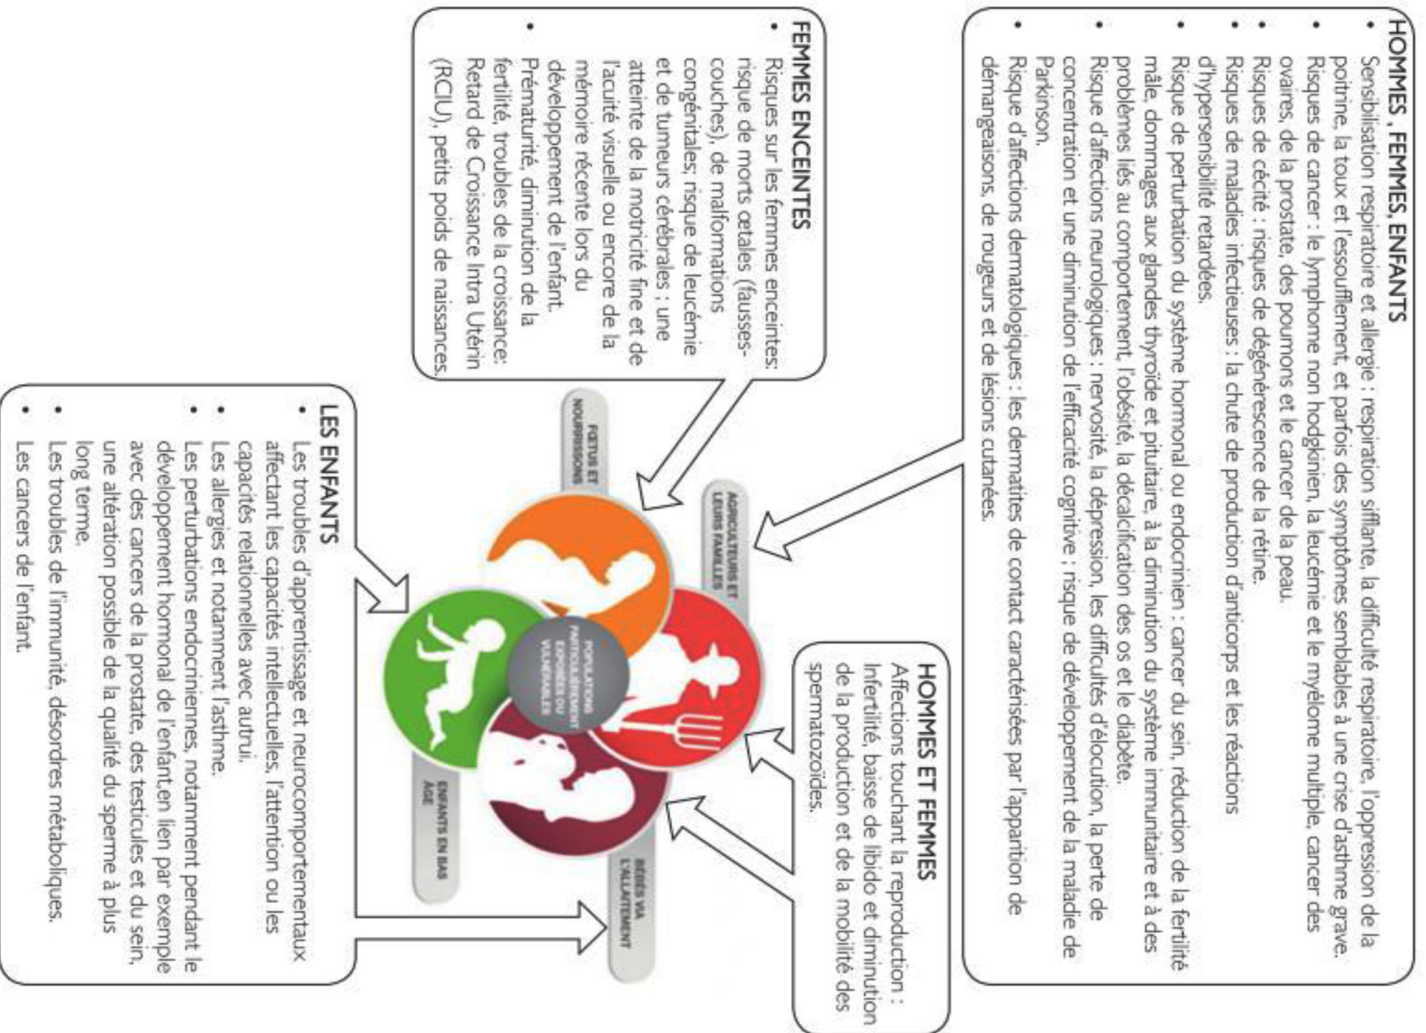 HOMMES , FEMMES, ENFANTS
• Sensibilisation respiratoire et allergie : respiration sifflante, la difficulté respiratoire, l'oppression de la
poitrine, la toux et l'essoufflement, et parfois des symptômes semblables à une crise d'asthme grave.
• Risques de cancer : le lymphome non hodgkinien, la leucémie et le myélome multiple, cancer des
ovaires, de la prostate, des poumons et le cancer de la peau.
• Risques de cécité : risques de dégénérescence de la rétine.
• Risques de maladies infectieuses : la chute de production d'anticorps et les réactions
d'hypersensibilité retardées.
• Risque de perturbation du système hormonal ou endocrinien : cancer du sein, réduction de la fertilité
mâle, dommages aux glandes thyroïde et pituitaire, à la diminution du système immunitaire et à des
problèmes liés au comportement, l'obésité, la décalcification des os et le diabète.
• Risque d'affections neurologiques : nervosité, la dépression, les difficultés d'élocution, la perte de
concentration et une diminution de l'efficacité cognitive ; risque de développement de la maladie de
Parkinson.
• Risque d'affections dermatologiques : les dermatites de contact caractérisées par l'apparition de
démangeaisons, de rougeurs et de lésions cutanées.
HOMMES ET FEMMES
Affections touchant la reproduction :
Infertilité, baisse de libido et diminution
de la production et de la mobilité des
spermatozoïdes.
FEMMES ENCEINTES
• Risques sur les femmes enceintes:
risque de morts œtales (fausses-
couches), de malformations
congénitales; risque de leucémie
et de tumeurs cérébrales ; une
atteinte de la motricité fine et de
l'acuité visuelle ou encore de la
mémoire récente lors du
développement de l'enfant.
• Prématurité, diminution de la
fertilité, troubles de la croissance:
Retard de Croissance Intra Utérin
(RCIU), petits poids de naissances.
AGRICULTEURS ET
LEURS FAMILLES
FŒTUS ET
NOURRISSONS
POPULATIONS
PARTICULIÈREMENT
EXPOSÉES OU
VULNÉRABLES
BÉBÉS VIA
L'ALLAITEMENT
ENFANTS EN BAS
ÂGE
LES ENFANTS
• Les troubles d'apprentissage et neurocomportementaux
affectant les capacités intellectuelles, l'attention ou les
capacités relationnelles avec autrui.
• Les allergies et notamment l'asthme.
• Les perturbations endocriniennes, notamment pendant le
développement hormonal de l'enfant,en lien par exemple
avec des cancers de la prostate, des testicules et du sein,
une altération possible de la qualité du sperme à plus
long terme.
• Les troubles de l'immunité, désordres métaboliques.
• Les cancers de l'enfant.